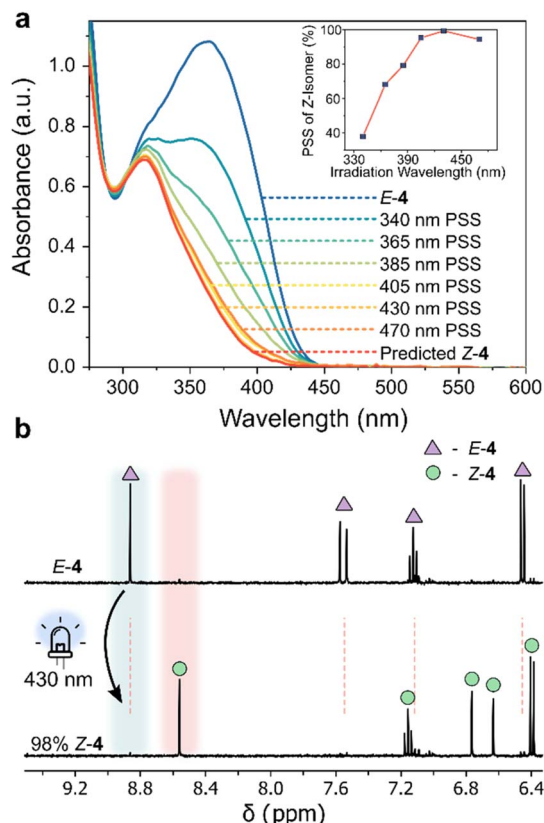 a
Absorbance (a.u.)
1.0
0.8
0.6
0.4
0.2
0.0
300 350 400 450 500 550 600
Wavelength (nm)
PSS of Z-Isomer (%)
100
80
60
40
330 390 450
Irradiation Wavelength (nm)
E-4
340 nm PSS
365 nm PSS
385 nm PSS
405 nm PSS
430 nm PSS
470 nm PSS
Predicted Z-4
b
- E-4
- Z-4
E-4
430 nm
98% Z-4
9.2 8.8 8.4 8.0 7.6 7.2 6.8 6.4
δ (ppm)